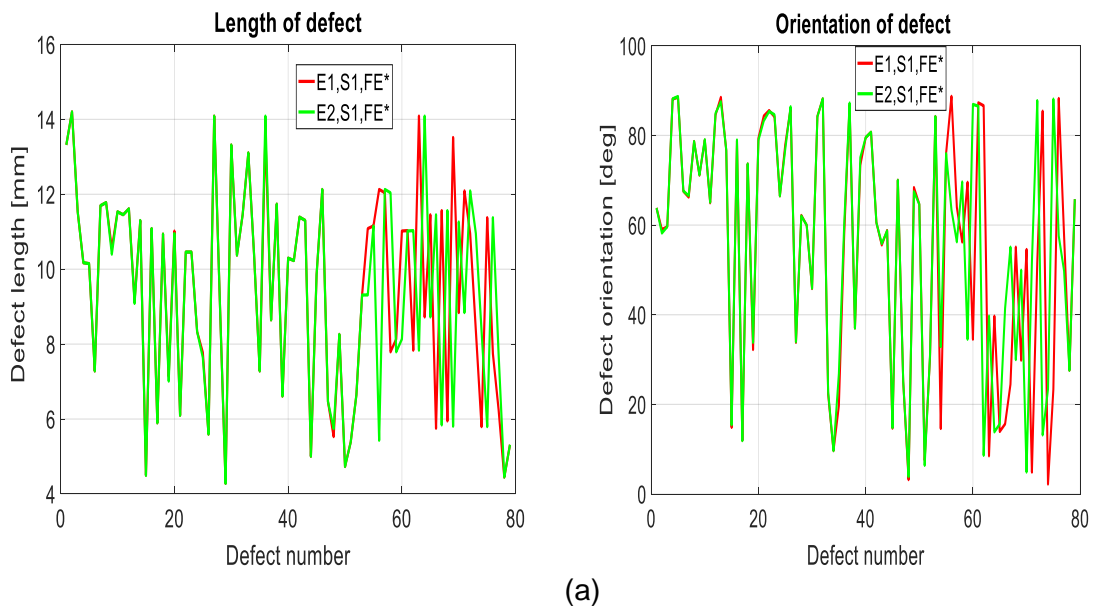 Length of defect
16
14
12
10
8
6
4
Defect length [mm]
E1,S1,FE*
E2,S1,FE*
0
20
40
60
80
Defect number
Orientation of defect
100
80
60
40
20
0
Defect orientation [deg]
E1,S1,FE*
E2,S1,FE*
0
20
40
60
80
Defect number
(a)